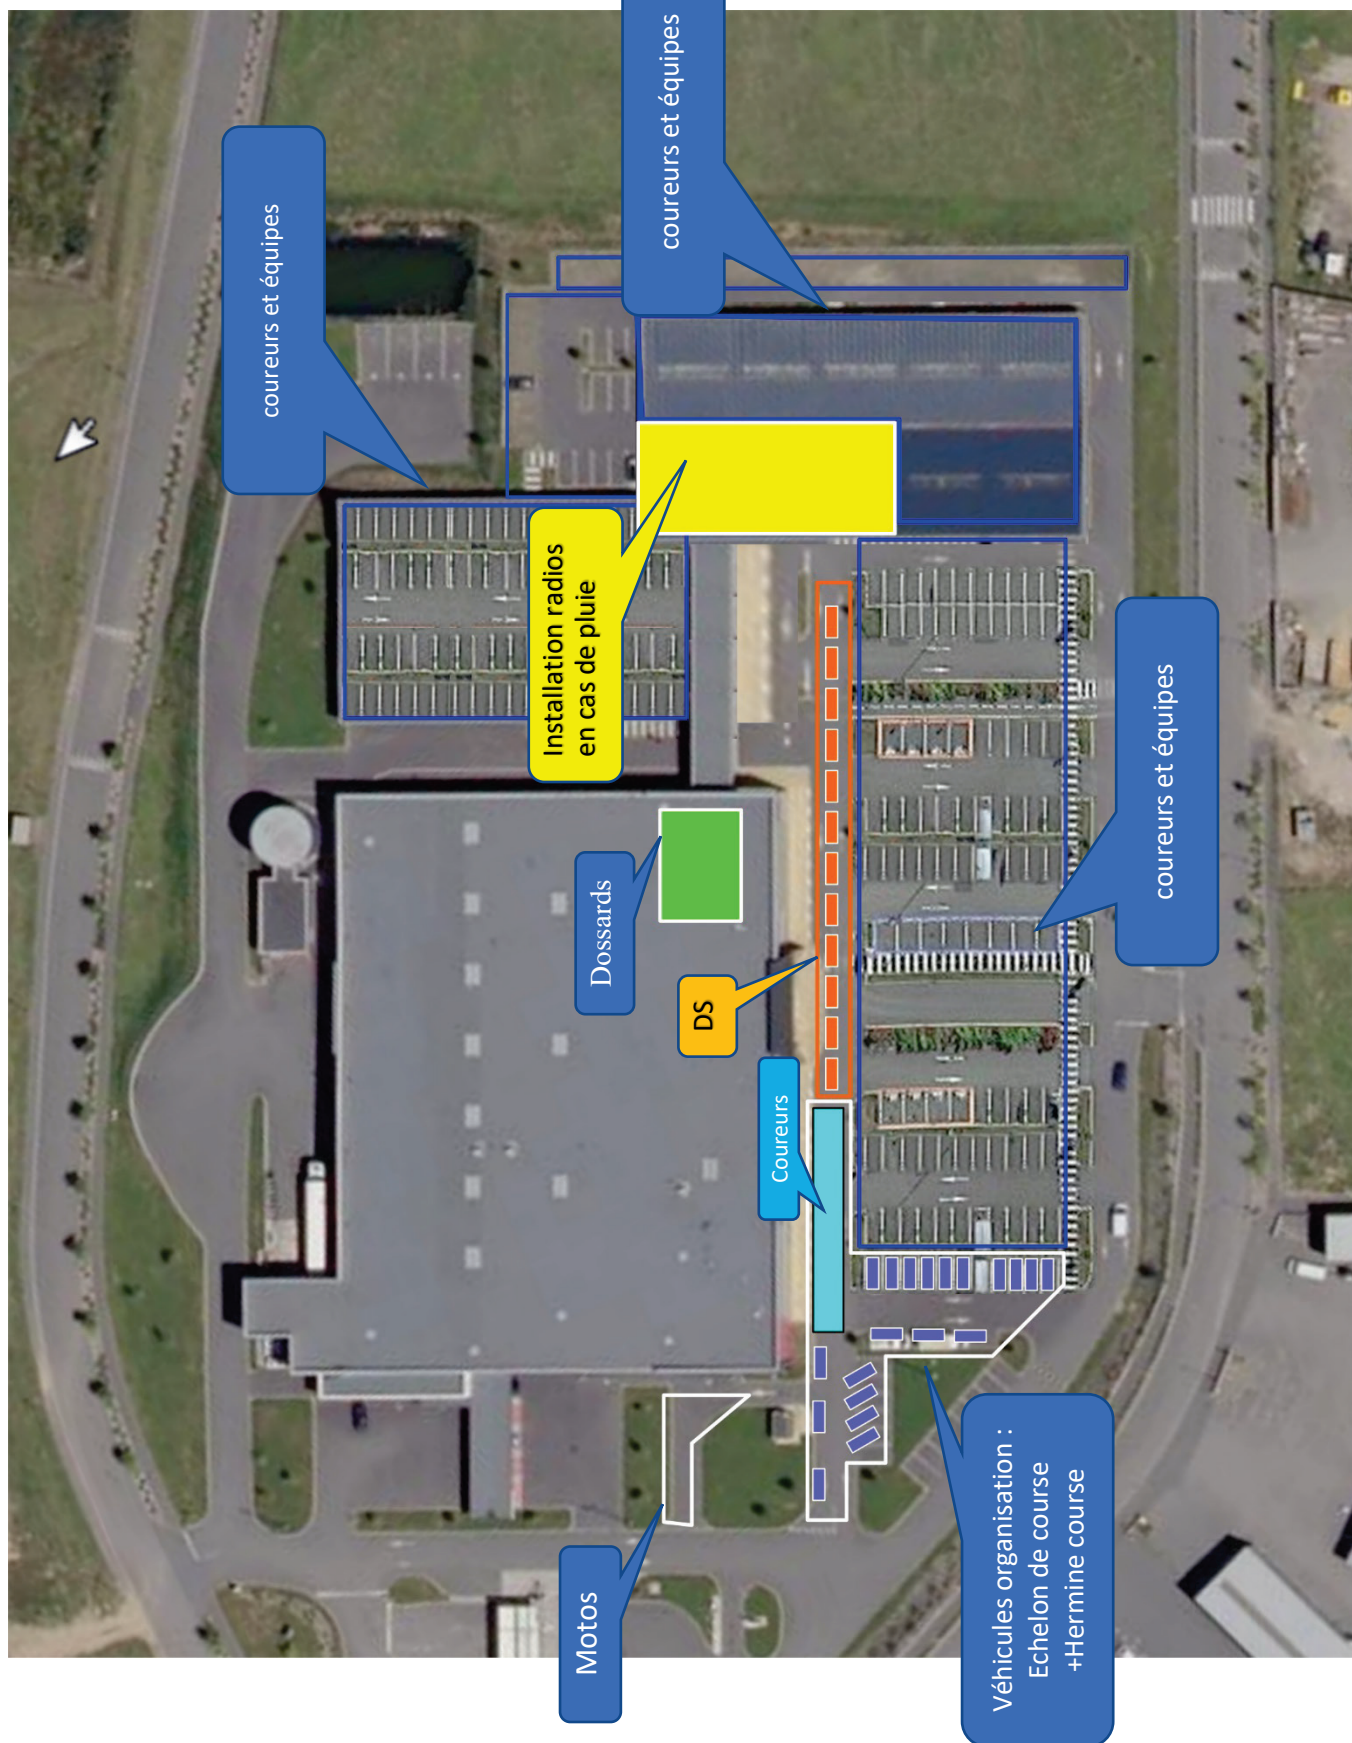 coureurs et équipes
coureurs et équipes
Installation radios
en cas de pluie
Dossards
DS
Coureurs
coureurs et équipes
Motos
Véhicules organisation :
Echelon de course
+Hermine course